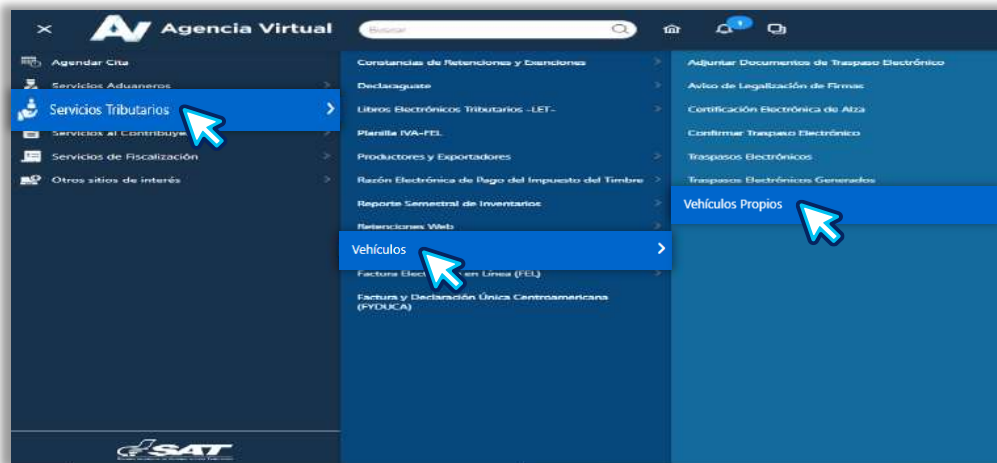 Agencia Virtual
Buscar
Agendar Cita
Servicios Aduaneros
Servicios Tributarios
Servicios al Contribuye
Servicios de Fiscalización
Otros sitios de interés
SAT
Constancias de Retenciones y Exenciones
Declaraguate
Libros Electrónicos Tributarios -LET-
Planilla IVA-FEL
Productores y Exportadores
Razón Electrónica de Pago del Impuesto del Timbre
Reporte Semestral de Inventarios
Retenciones Web
Vehículos
Factura Elec en Línea (FEL)
Factura y Declaración Única Centroamericana
(FYDUCA)
Adjuntar Documentos de Traspaso Electrónico
Aviso de Legalización de Firmas
Certificación Electrónica de Alza
Confirmar Traspaso Electrónico
Traspasos Electrónicos
Traspasos Electrónicos Generados
Vehículos Propios